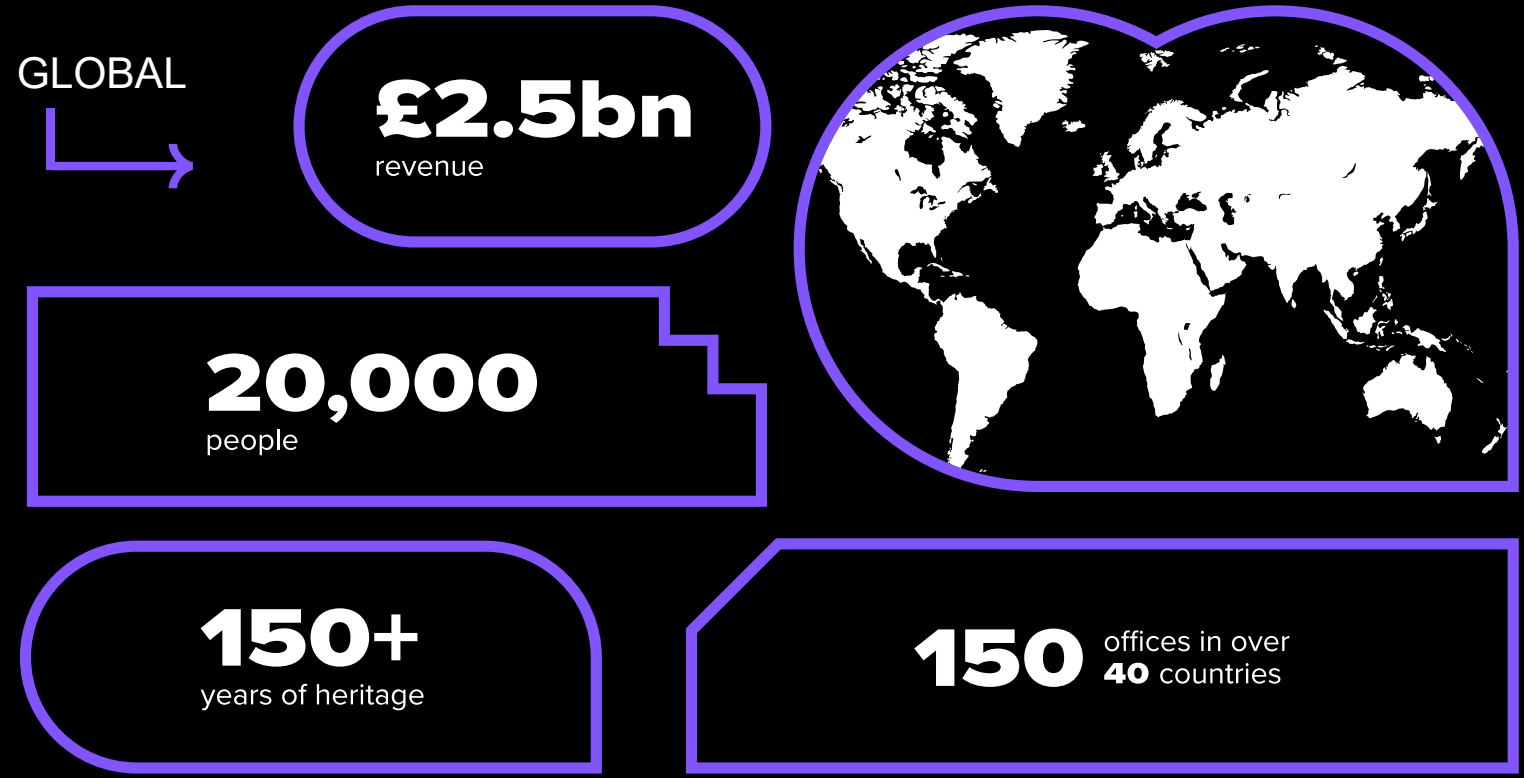 GLOBAL
£2.5bn
revenue
20,000
people
150+
years of heritage
150
offices in over
40 countries